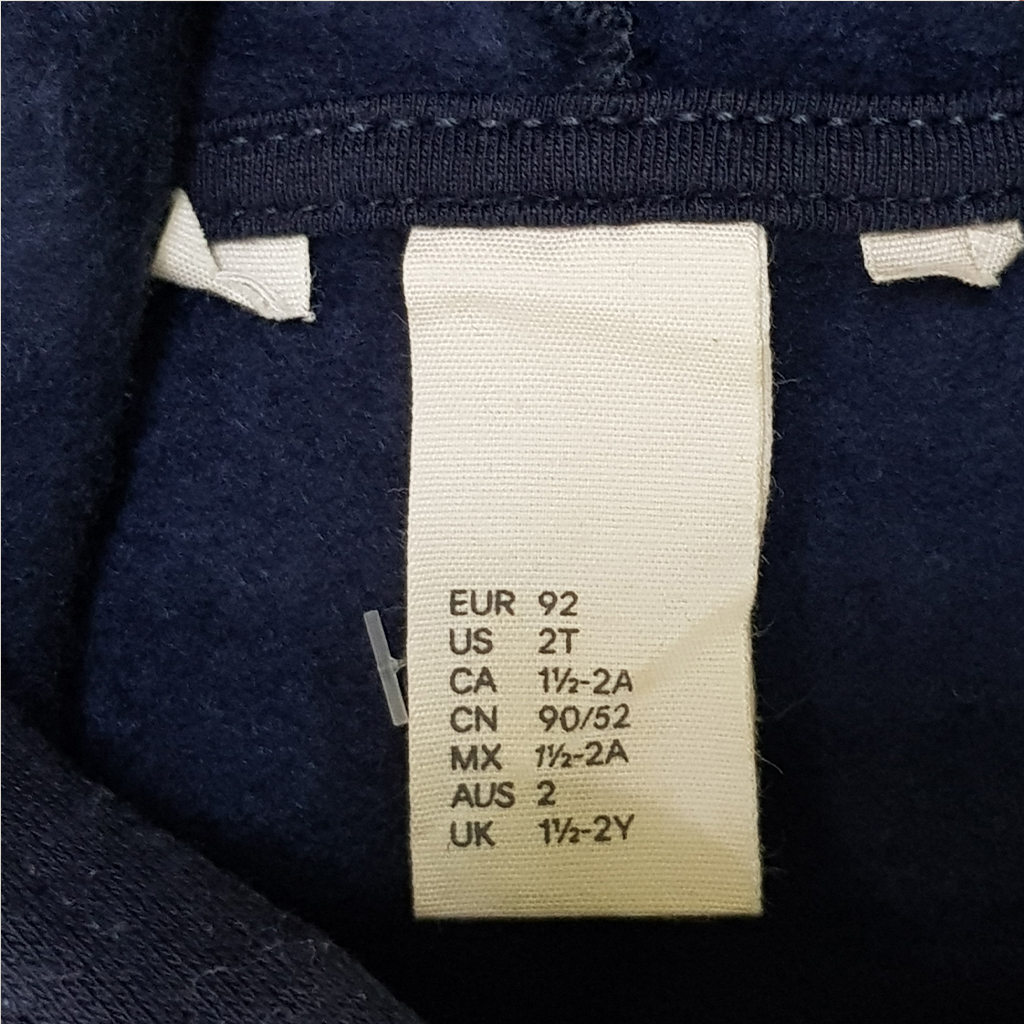 EUR 92
US 2T
CA 1½-2A
CN 90/52
MX 1½-2A
AUS 2
UK 1½-2Y